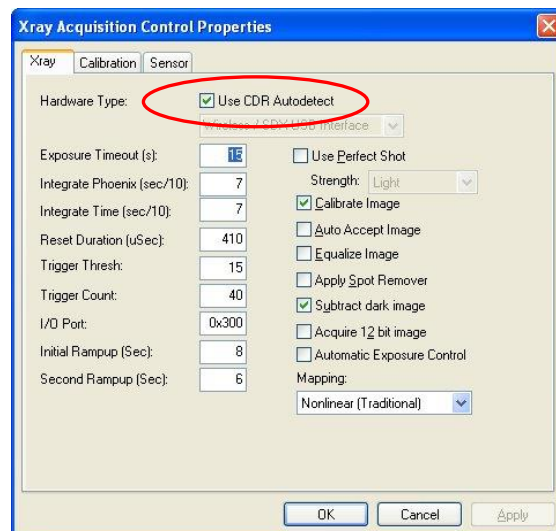 Xray Acquisition Control Properties
Xray Calibration Sensor
Hardware Type: Use CDR Autodetect
Wireless / SDX USB Interface
Exposure Timeout (s): 15 Use Perfect Shot
Strength: Light
Integrate Phoenix (sec/10): 7
Calibrate Image
Integrate Time (sec/10): 7
Auto Accept Image
Reset Duration (uSec): 410
Equalize Image
Trigger Thresh: 15
Apply Spot Remover
Trigger Count: 40
Subtract dark image
I/O Port: 0x300
Acquire 12 bit image
Initial Rampup (Sec): 8
Automatic Exposure Control
Second Rampup (Sec): 6
Mapping:
Nonlinear (Traditional)
OK Cancel Apply